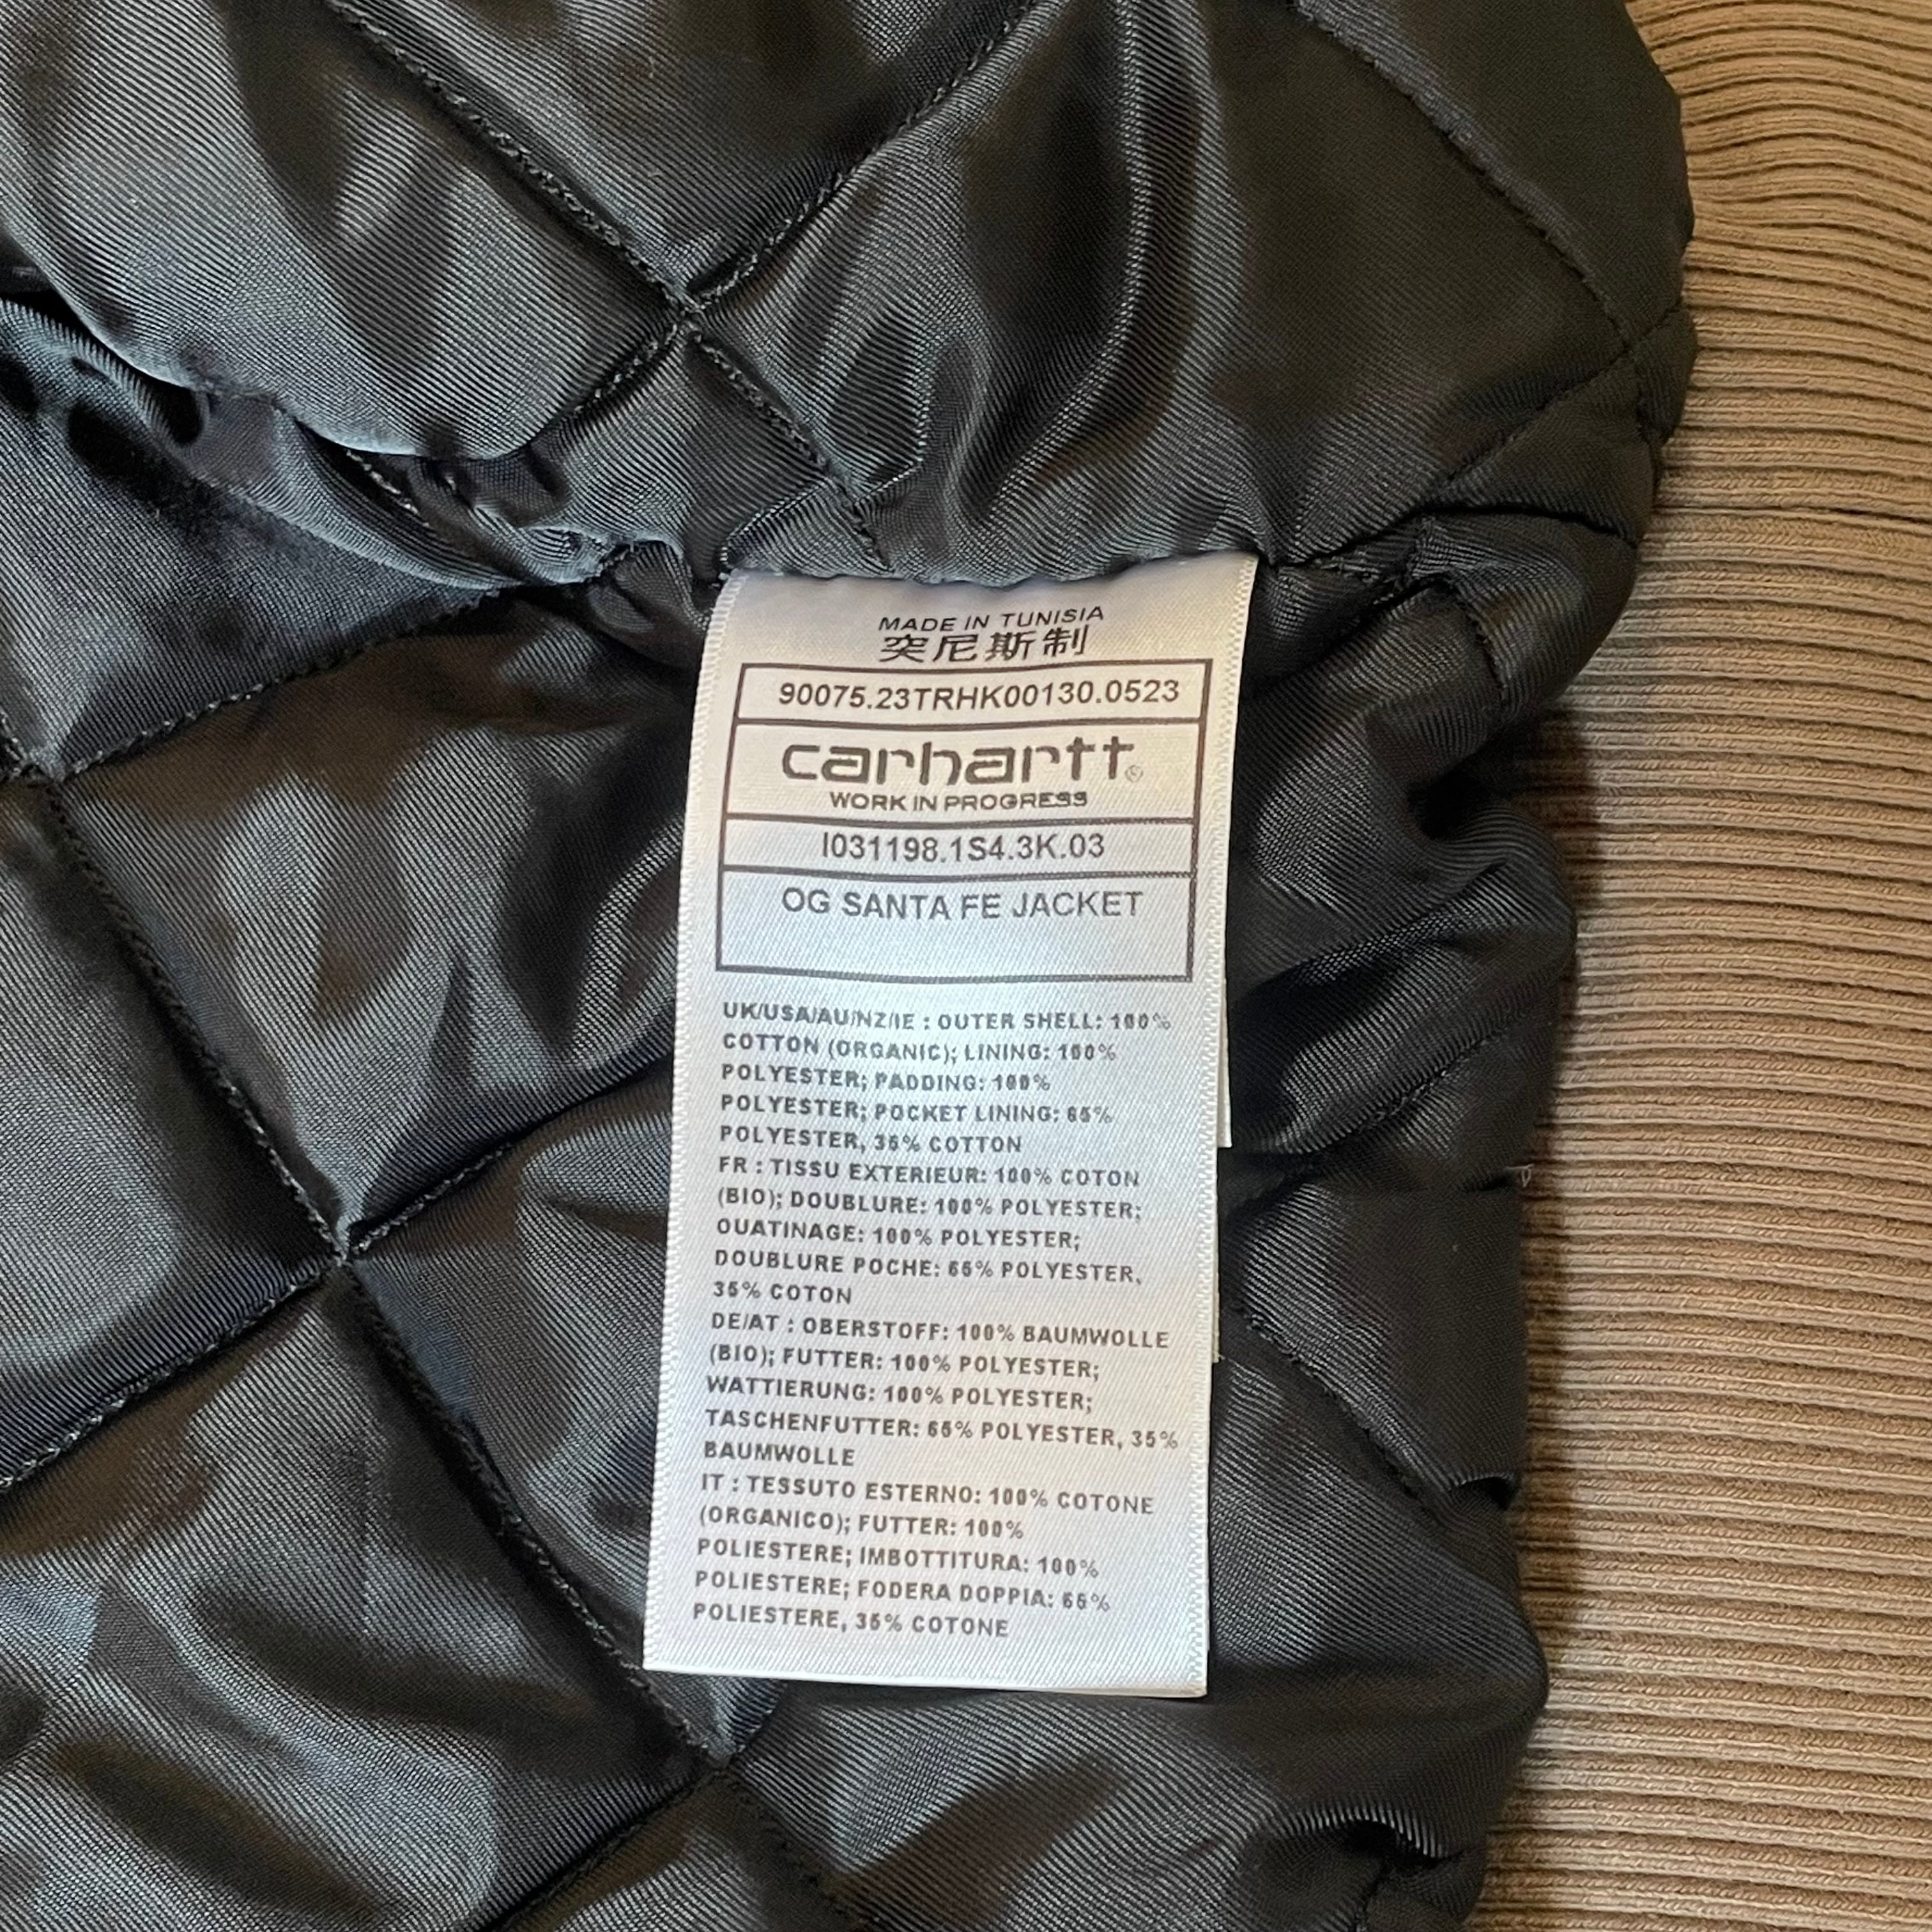 MADE IN TUNISIA
突尼斯制
90075.23TRHK00130.0523
carhartt®
WORK IN PROGRESS
I031198.1S4.3K.03
OG SANTA FE JACKET
UK/USA/AU/NZ/IE : OUTER SHELL: 100%
COTTON (ORGANIC); LINING: 100%
POLYESTER; PADDING: 100%
POLYESTER; POCKET LINING: 65%
POLYESTER, 35% COTTON
FR : TISSU EXTERIEUR: 100% COTON
(BIO); DOUBLURE: 100% POLYESTER;
OUATINAGE: 100% POLYESTER;
DOUBLURE POCHE: 65% POLYESTER,
35% COTON
DE/AT : OBERSTOFF: 100% BAUMWOLLE
(BIO); FUTTER: 100% POLYESTER;
WATTIERUNG: 100% POLYESTER;
TASCHENFUTTER: 65% POLYESTER, 35%
BAUMWOLLE
IT : TESSUTO ESTERNO: 100% COTONE
(ORGANICO); FUTTER: 100%
POLIESTERE; IMBOTTITURA: 100%
POLIESTERE; FODERA DOPPIA: 65%
POLIESTERE, 35% COTONE